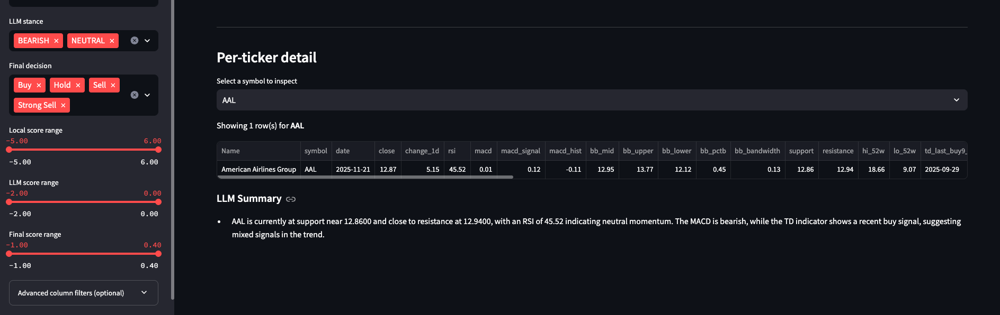 LLM stance
BEARISH × NEUTRAL ×
Final decision
Buy × Hold × Sell ×
Strong Sell ×
Local score range
-5.00 6.00
-5.00 6.00
LLM score range
-2.00 0.00
-2.00 0.00
Final score range
-1.00 0.40
-1.00 0.40
Advanced column filters (optional)
Per-ticker detail
Select a symbol to inspect
AAL
Showing 1 row(s) for AAL
Name symbol date close change_1d rsi macd macd_signal macd_hist bb_mid bb_upper bb_lower bb_pctb bb_bandwidth support resistance hi_52w lo_52w td_last_buy9_
American Airlines Group AAL 2025-11-21 12.87 5.15 45.52 0.01 0.12 -0.11 12.95 13.77 12.12 0.45 0.13 12.86 12.94 18.66 9.07 2025-09-29
LLM Summary
• AAL is currently at support near 12.8600 and close to resistance at 12.9400, with an RSI of 45.52 indicating neutral momentum. The MACD is bearish, while the TD indicator shows a recent buy signal, suggesting
mixed signals in the trend.